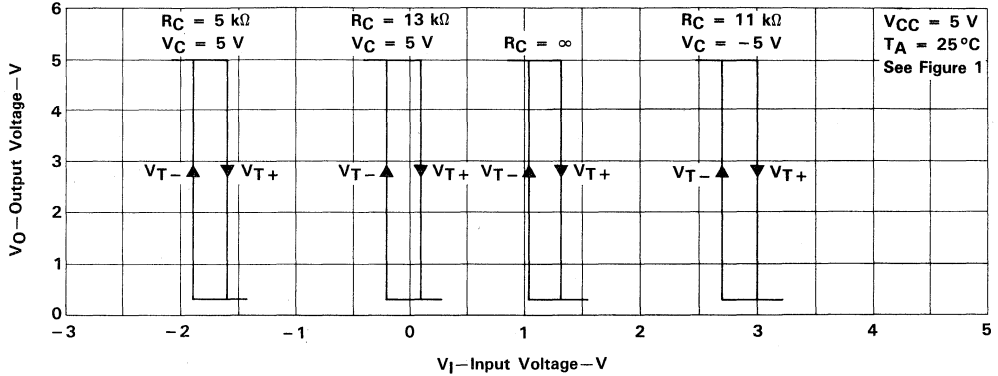 RC = 5 kΩ
VC = 5 V
RC = 13 kΩ
VC = 5 V
RC = ∞
RC = 11 kΩ
VC = −5 V
VCC = 5 V
TA = 25°C
See Figure 1
VO—Output Voltage—V
6
5
4
3
2
1
0
VT− VT+
VT− VT+
VT− VT+
VT− VT+
−3 −2 −1 0 1 2 3 4 5
VI—Input Voltage—V